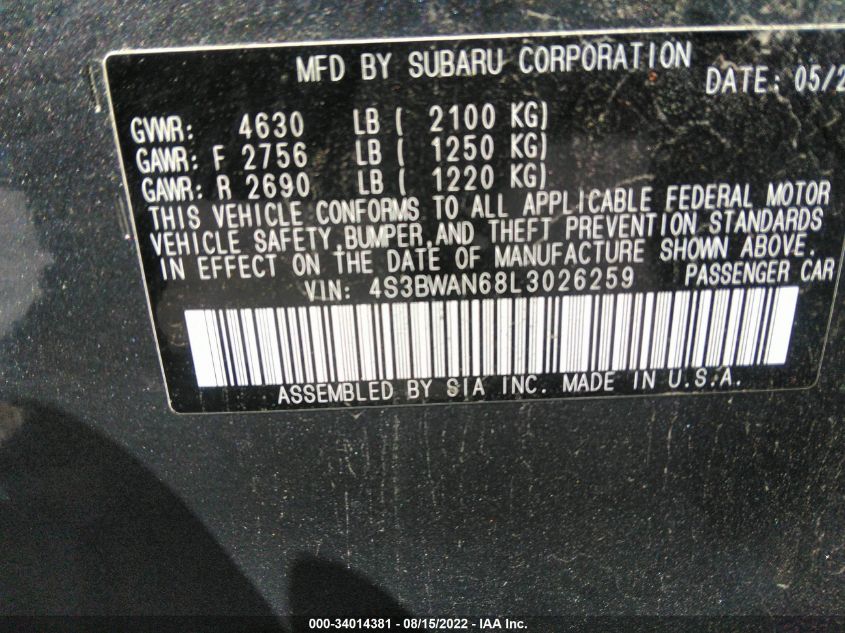 MFD BY SUBARU CORPORATION
DATE: 05/2
GVWR: 4630 LB ( 2100 KG)
GAWR: F 2756 LB ( 1250 KG)
GAWR: R 2690 LB ( 1220 KG)
THIS VEHICLE CONFORMS TO ALL APPLICABLE FEDERAL MOTOR
VEHICLE SAFETY,BUMPER,AND THEFT PREVENTION STANDARDS
IN EFFECT ON THE DATE OF MANUFACTURE SHOWN ABOVE.
VIN: 4S3BWAN68L3026259 PASSENGER CAR
ASSEMBLED BY SIA INC. MADE IN U.S.A.
000-34014381 - 08/15/2022 - IAA Inc.